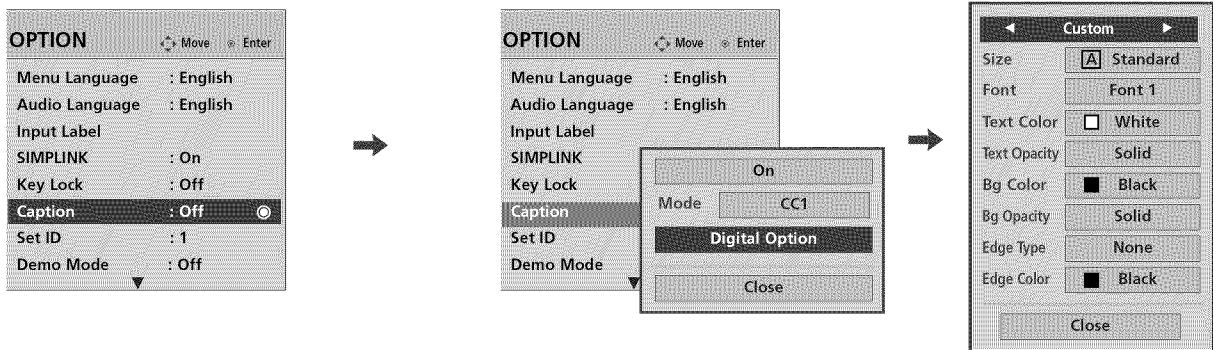 OPTION Move Enter
Menu Language : English
Audio Language : English
Input Label
SIMPLINK : On
Key Lock : Off
Caption : Off
Set ID : 1
Demo Mode : Off
OPTION Move Enter
Menu Language : English
Audio Language : English
Input Label
SIMPLINK
Key Lock
Caption
Set ID
Demo Mode
On
Mode CC1
Digital Option
Close
Custom
Size A Standard
Font Font 1
Text Color White
Text Opacity Solid
Bg Color Black
Bg Opacity Solid
Edge Type None
Edge Color Black
Close